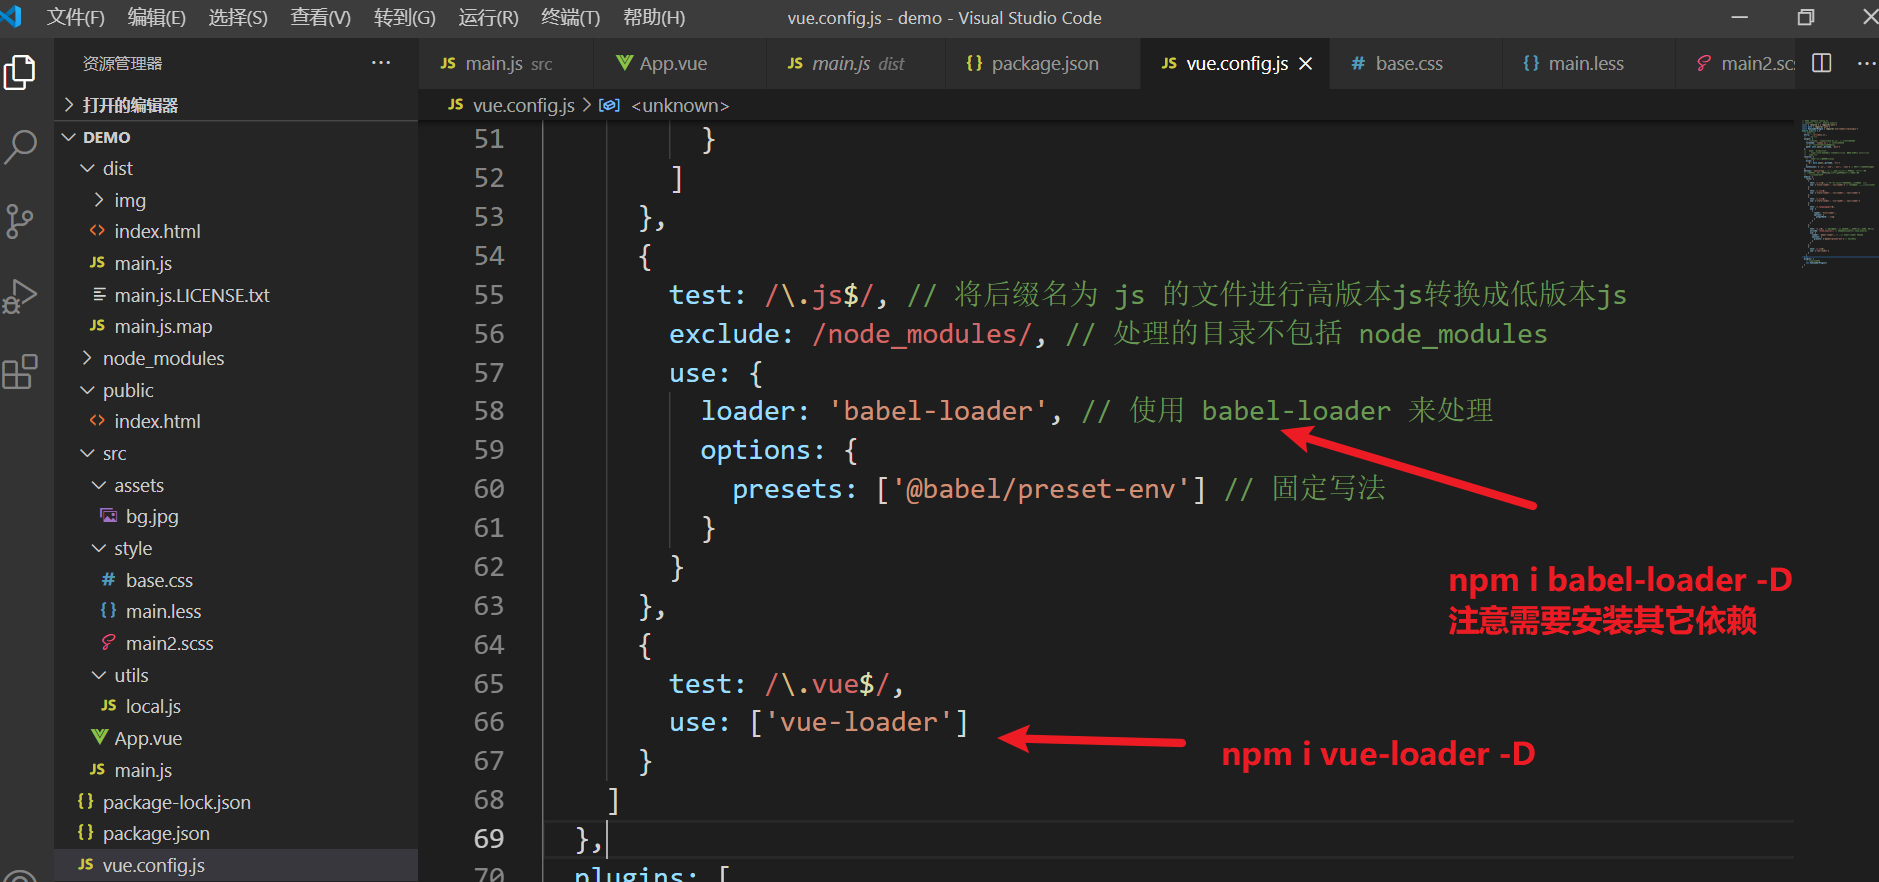 文件(F) 编辑(E) 选择(S) 查看(V) 转到(G) 运行(R) 终端(T) 帮助(H) vue.config.js - demo - Visual Studio Code
资源管理器 ···
JS main.js src App.vue JS main.js dist {} package.json JS vue.config.js # base.css {} main.less main2.sc ···
打开的编辑器
JS vue.config.js > <unknown>
DEMO
dist
img
index.html
JS main.js
main.js.LICENSE.txt
JS main.js.map
node_modules
public
index.html
src
assets
bg.jpg
style
# base.css
{} main.less
main2.scss
utils
JS local.js
App.vue
JS main.js
{} package-lock.json
{} package.json
JS vue.config.js
51 }
52 ]
53 },
54 {
55 test: /\.js$/, // 将后缀名为 js 的文件进行高版本js转换成低版本js
56 exclude: /node_modules/, // 处理的目录不包括 node_modules
57 use: {
58 loader: 'babel-loader', // 使用 babel-loader 来处理
59 options: {
60 presets: ['@babel/preset-env'] // 固定写法
61 }
62 }
63 },
64 {
65 test: /\.vue$/,
66 use: ['vue-loader']
67 }
68 ]
69 },
70 plugins: [
npm i babel-loader -D
注意需要安装其它依赖
npm i vue-loader -D